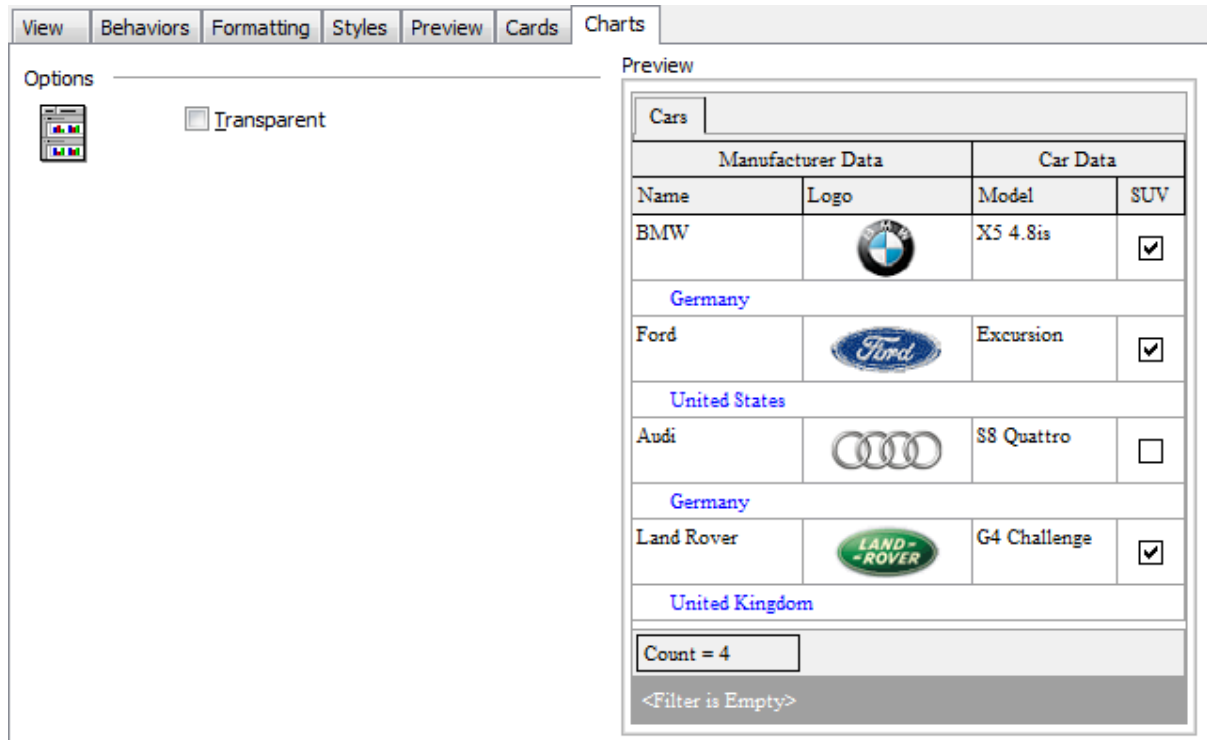 View Behaviors Formatting Styles Preview Cards Charts
Options
Transparent
Preview
Cars
Manufacturer Data Car Data
Name Logo Model SUV
BMW X5 4.8is
BMW
Germany
Ford Excursion
Ford
United States
Audi S8 Quattro
Germany
Land Rover G4 Challenge
LAND-
-ROVER
United Kingdom
Count = 4
<Filter is Empty>